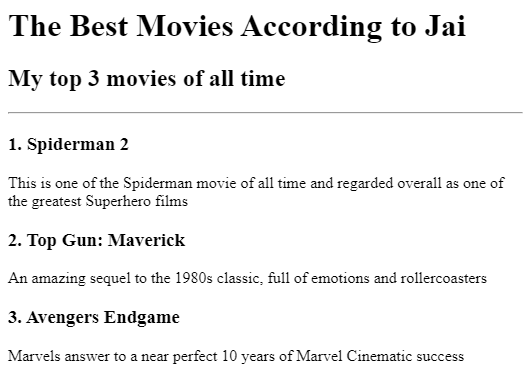 The Best Movies According to Jai
My top 3 movies of all time
1. Spiderman 2
This is one of the Spiderman movie of all time and regarded overall as one of
the greatest Superhero films
2. Top Gun: Maverick
An amazing sequel to the 1980s classic, full of emotions and rollercoasters
3. Avengers Endgame
Marvels answer to a near perfect 10 years of Marvel Cinematic success